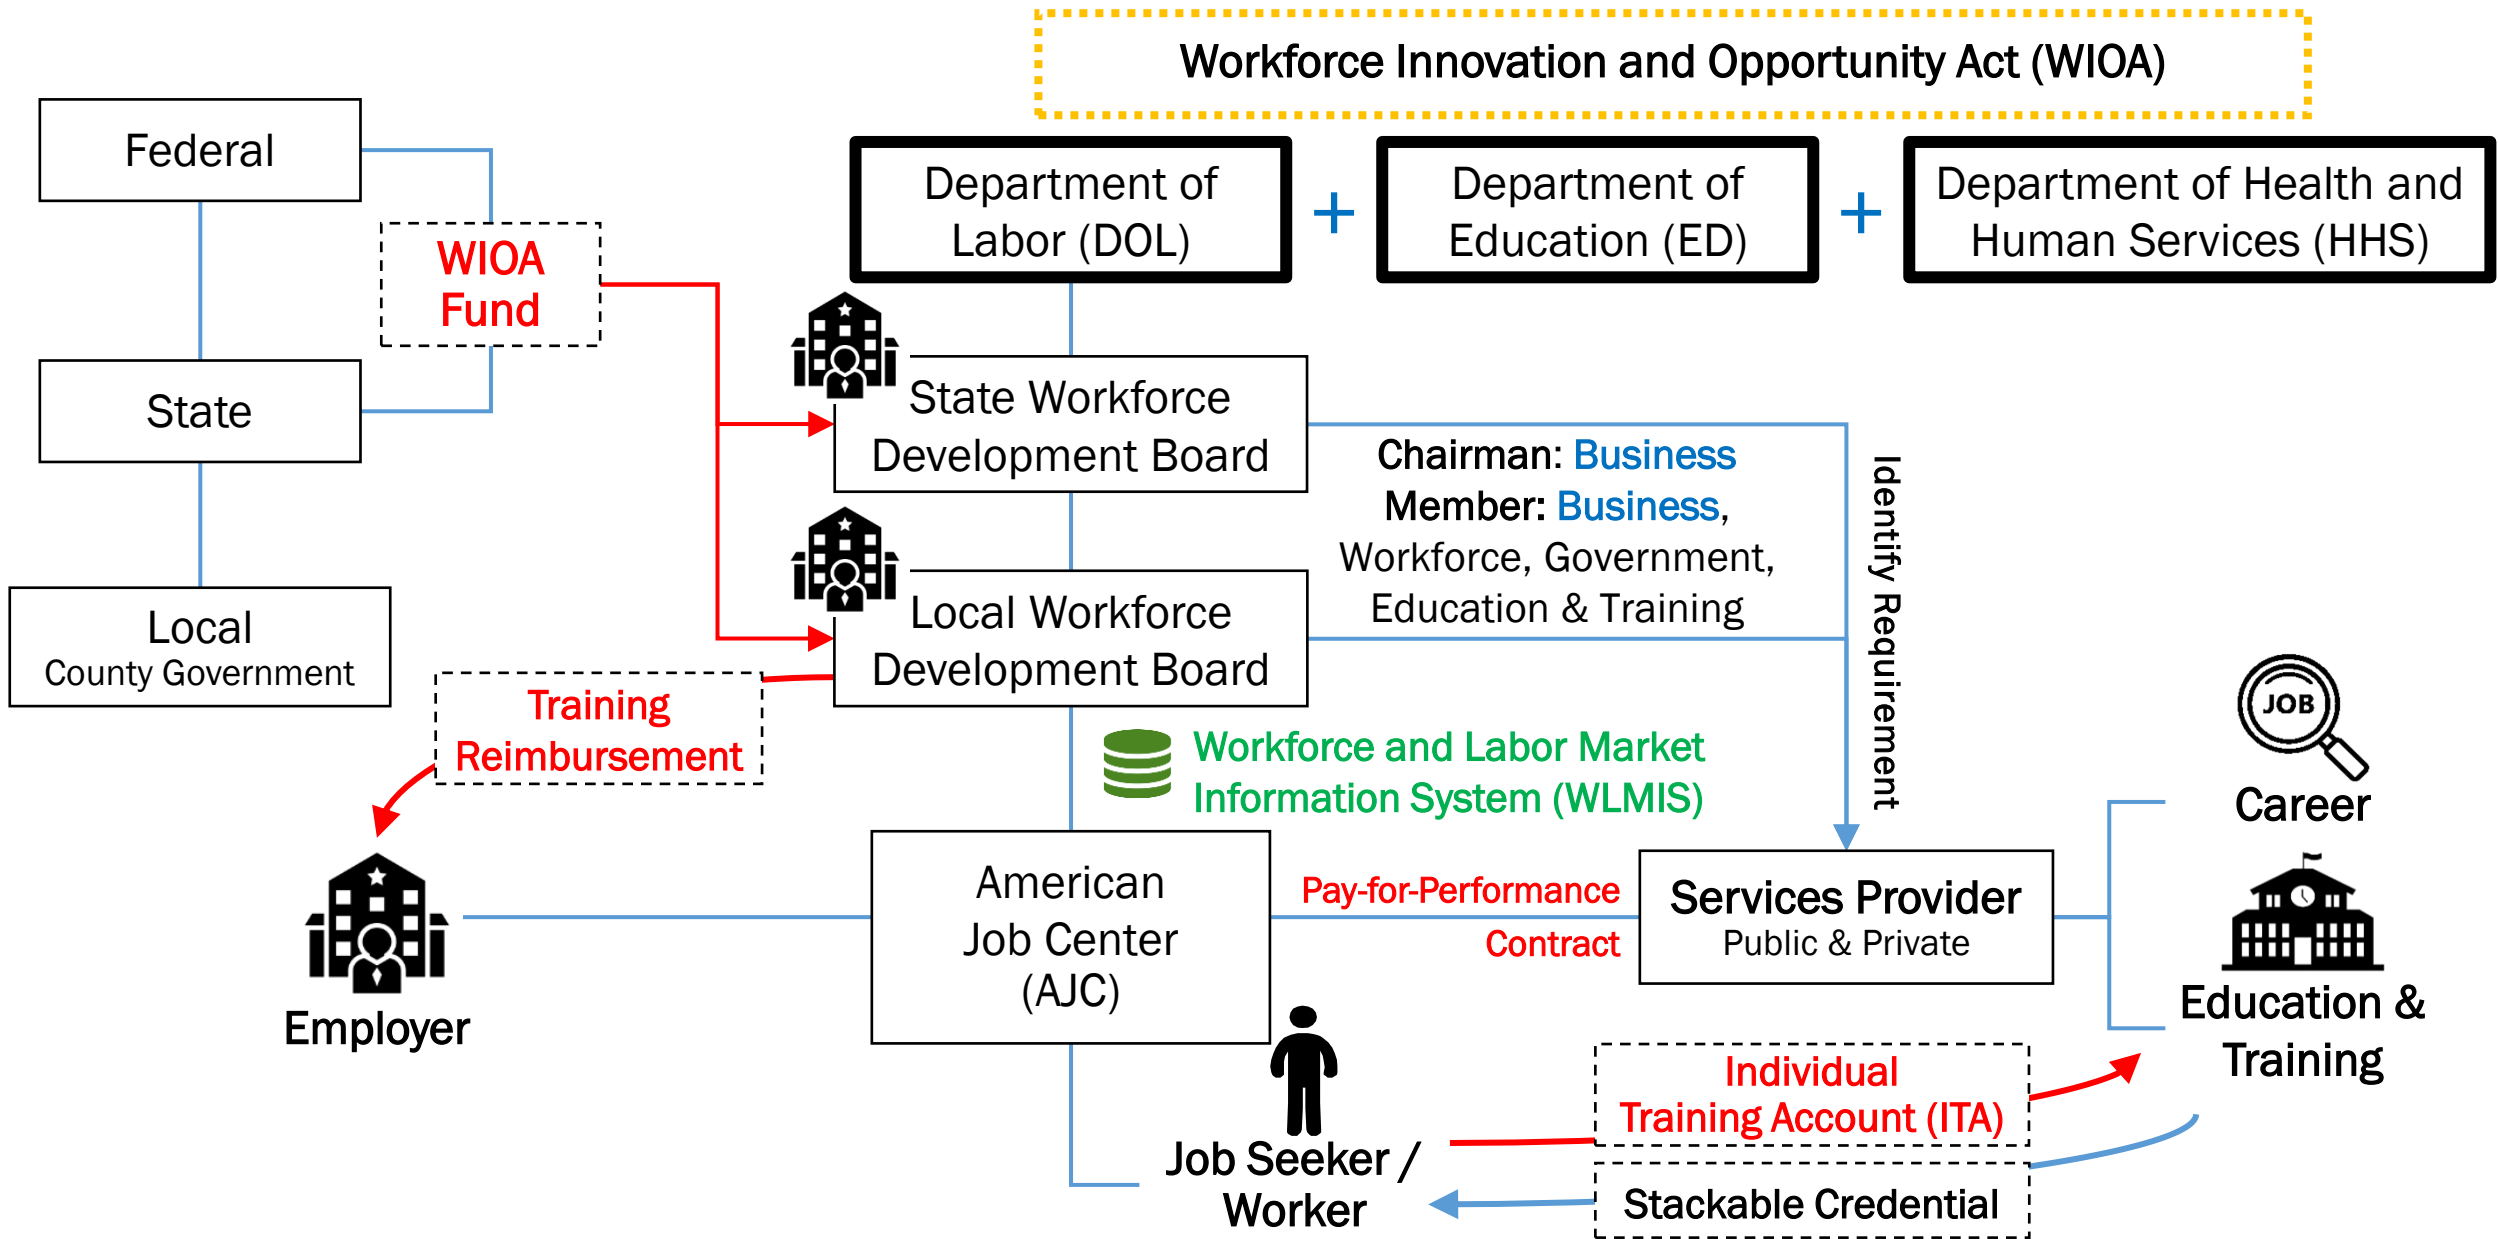 Workforce Innovation and Opportunity Act (WIOA)
Federal
WIOA
Fund
State
Local
County Government
Department of
Labor (DOL)
+
Department of
Education (ED)
+
Department of Health and
Human Services (HHS)
State Workforce
Development Board
Chairman: Business
Member: Business,
Workforce, Government,
Education & Training
Identify Requirement
Local Workforce
Development Board
Training
Reimbursement
Workforce and Labor Market
Information System (WLMIS)
JOB
Career
Employer
American
Job Center
(AJC)
Pay-for-Performance
Contract
Services Provider
Public & Private
Education &
Training
Job Seeker /
Worker
Individual
Training Account (ITA)
Stackable Credential